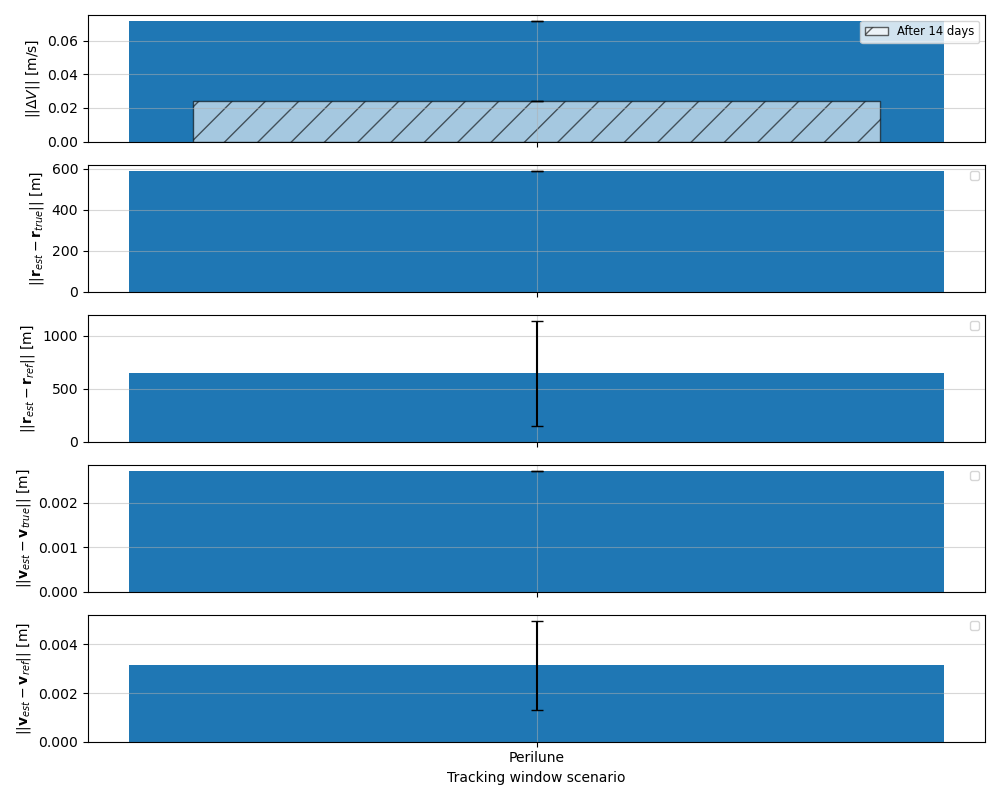 ||ΔV|| [m/s]
0.06
0.04
0.02
0.00
After 14 days
||r_est − r_true|| [m]
600
400
200
0
||r_est − r_ref|| [m]
1000
500
0
||v_est − v_true|| [m]
0.002
0.001
0.000
||v_est − v_ref|| [m]
0.004
0.002
0.000
Perilune
Tracking window scenario